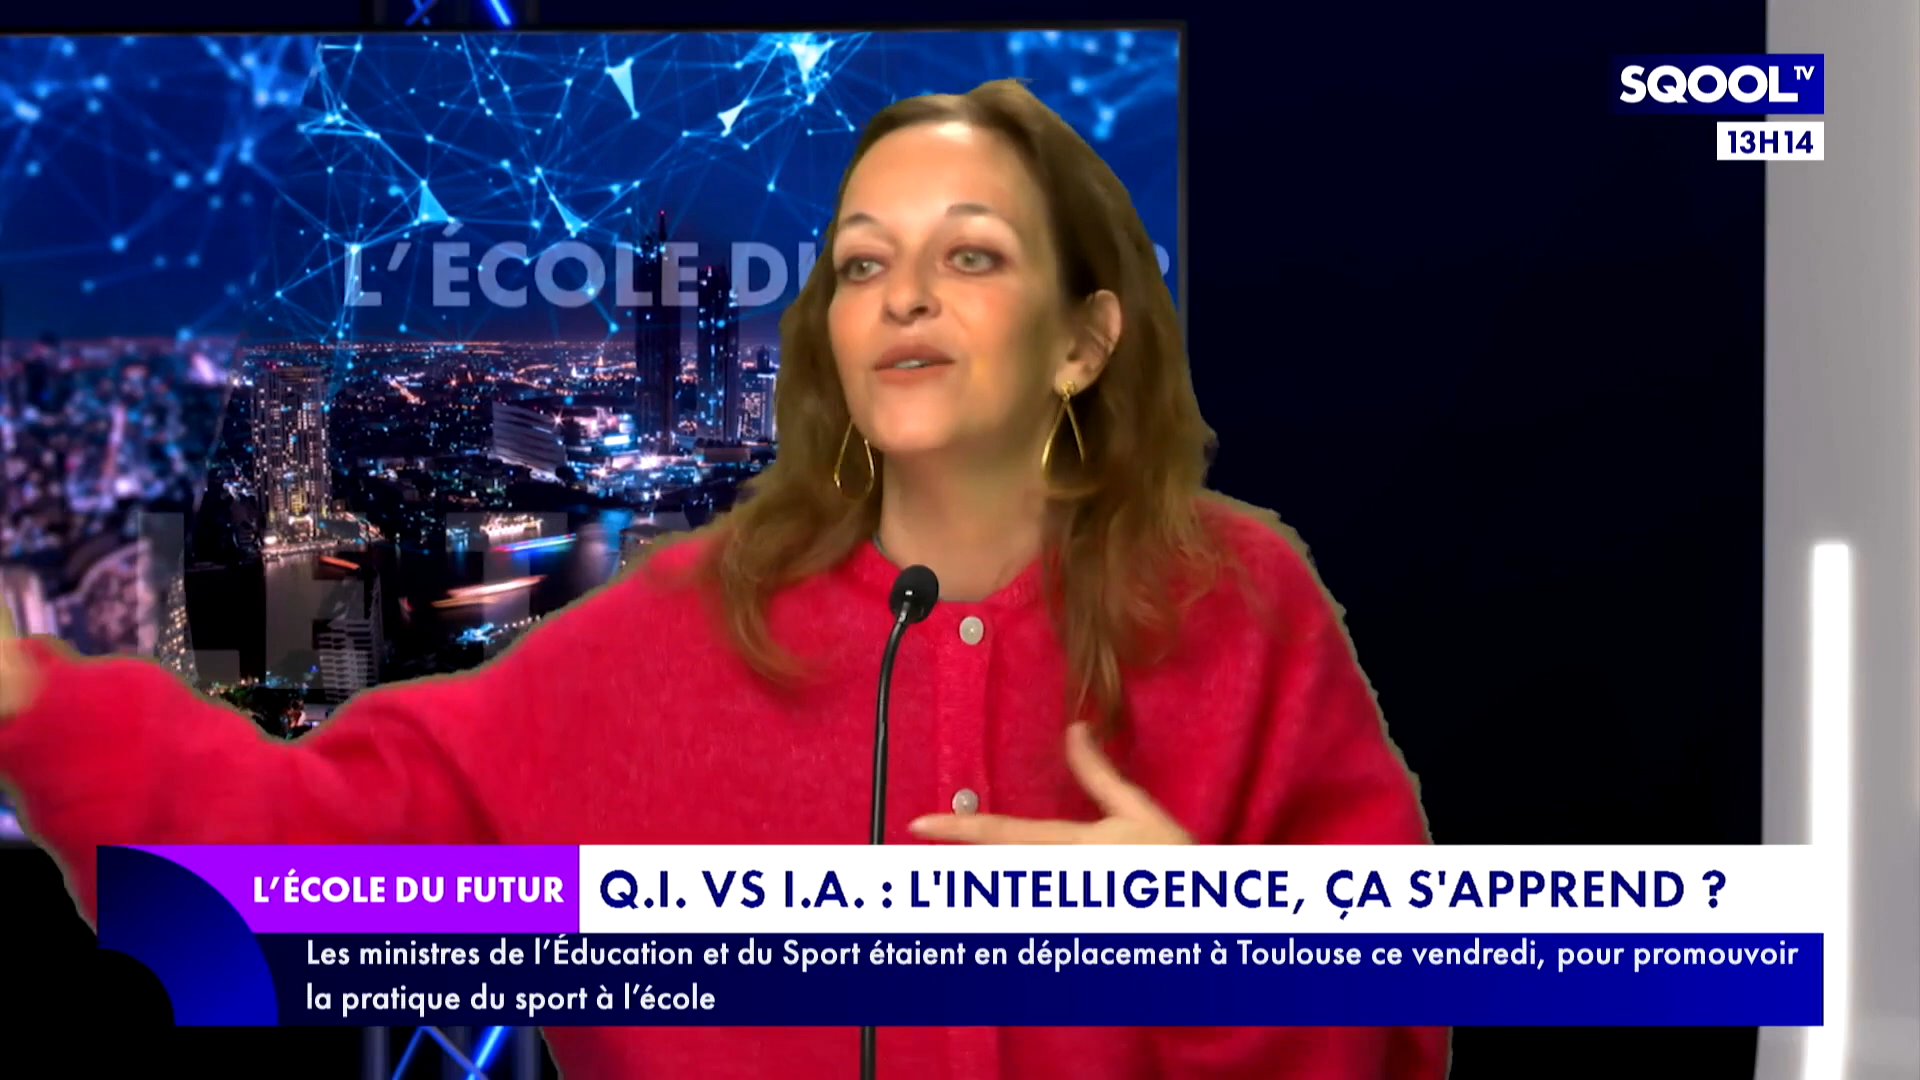 SQOOL TV
13H14
L'ÉCOLE DU
L'ÉCOLE DU FUTUR
Q.I. VS I.A. : L'INTELLIGENCE, ÇA S'APPREND ?
Les ministres de l'Éducation et du Sport étaient en déplacement à Toulouse ce vendredi, pour promouvoir
la pratique du sport à l'école